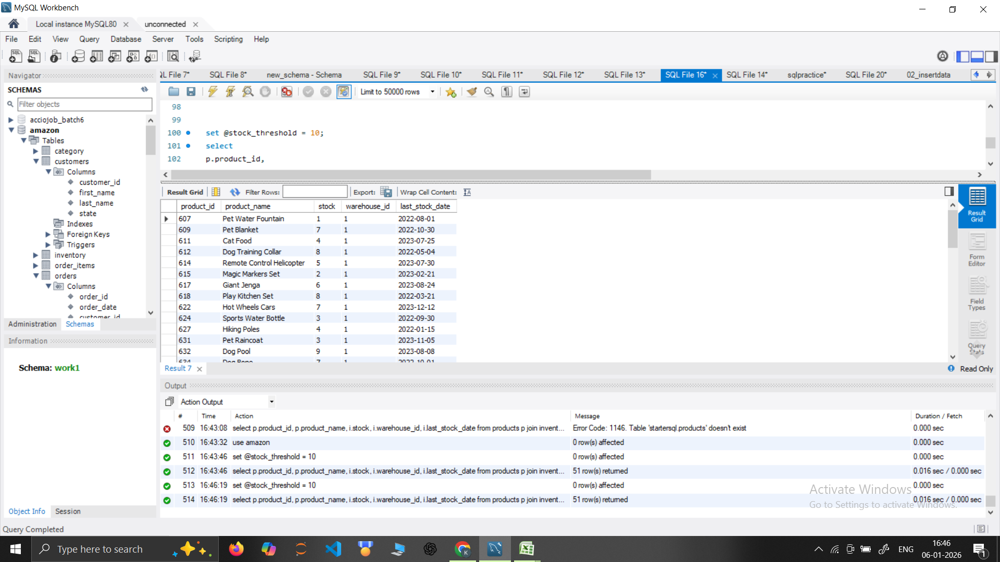 MySQL Workbench
Local instance MySQL80
unconnected
File Edit View Query Database Server Tools Scripting Help
Navigator
SCHEMAS
Filter objects
acciojob_batch6
amazon
Tables
category
customers
Columns
customer_id
first_name
last_name
state
Indexes
Foreign Keys
Triggers
inventory
order_items
orders
Columns
order_id
order_date
customer_id
Administration Schemas
Information
Schema: work1
Object Info Session
Query Completed
QL File 7* SQL File 8* new_schema - Schema SQL File 9* SQL File 10* SQL File 11* SQL File 12* SQL File 13* SQL File 16* SQL File 14* sqlpractice* SQL File 20* 02_insertdata
Limit to 50000 rows
98
99
100 set @stock_threshold = 10;
101 select
102 p.product_id,
Result Grid Filter Rows: Export: Wrap Cell Content:
product_id product_name stock warehouse_id last_stock_date
607 Pet Water Fountain 1 1 2022-08-01
609 Pet Blanket 7 1 2022-10-30
611 Cat Food 4 1 2023-07-25
612 Dog Training Collar 8 1 2022-05-04
614 Remote Control Helicopter 5 1 2023-07-30
615 Magic Markers Set 2 1 2023-02-21
617 Giant Jenga 6 1 2023-08-24
618 Play Kitchen Set 8 1 2022-03-21
622 Hot Wheels Cars 7 1 2023-12-12
624 Sports Water Bottle 3 1 2022-09-30
627 Hiking Poles 4 1 2022-01-15
631 Pet Raincoat 3 1 2023-11-05
632 Dog Pool 9 1 2023-08-08
634 Dog Bone 7 1
Result Grid
Form Editor
Field Types
Query Stats
Result 7
Read Only
Output
Action Output
# Time Action Message Duration / Fetch
509 16:43:08 select p.product_id, p.product_name, i.stock, i.warehouse_id, i.last_stock_date from products p join invent... Error Code: 1146. Table 'startersql.products' doesn't exist 0.000 sec
510 16:43:32 use amazon 0 row(s) affected 0.000 sec
511 16:43:46 set @stock_threshold = 10 0 row(s) affected 0.000 sec
512 16:43:46 select p.product_id, p.product_name, i.stock, i.warehouse_id, i.last_stock_date from products p join invent... 51 row(s) returned 0.016 sec / 0.000 sec
513 16:46:19 set @stock_threshold = 10 0 row(s) affected 0.000 sec
514 16:46:19 select p.product_id, p.product_name, i.stock, i.warehouse_id, i.last_stock_date from products p join invent... 51 row(s) returned 0.016 sec / 0.000 sec
Activate Windows
Go to Settings to activate Windows.
Type here to search
ENG
16:46
06-01-2026
1